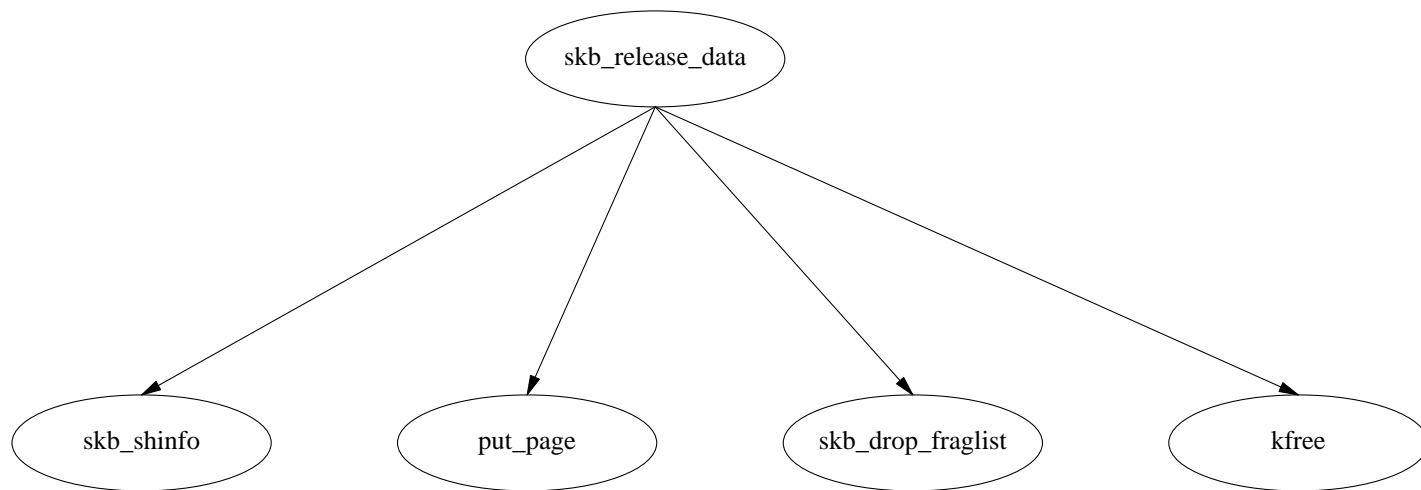 skb_release_data
skb_shinfo
put_page
skb_drop_fraglist
kfree